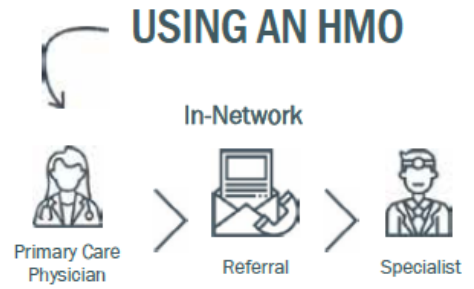 USING AN HMO
In-Network
Primary Care
Physician
Referral
Specialist